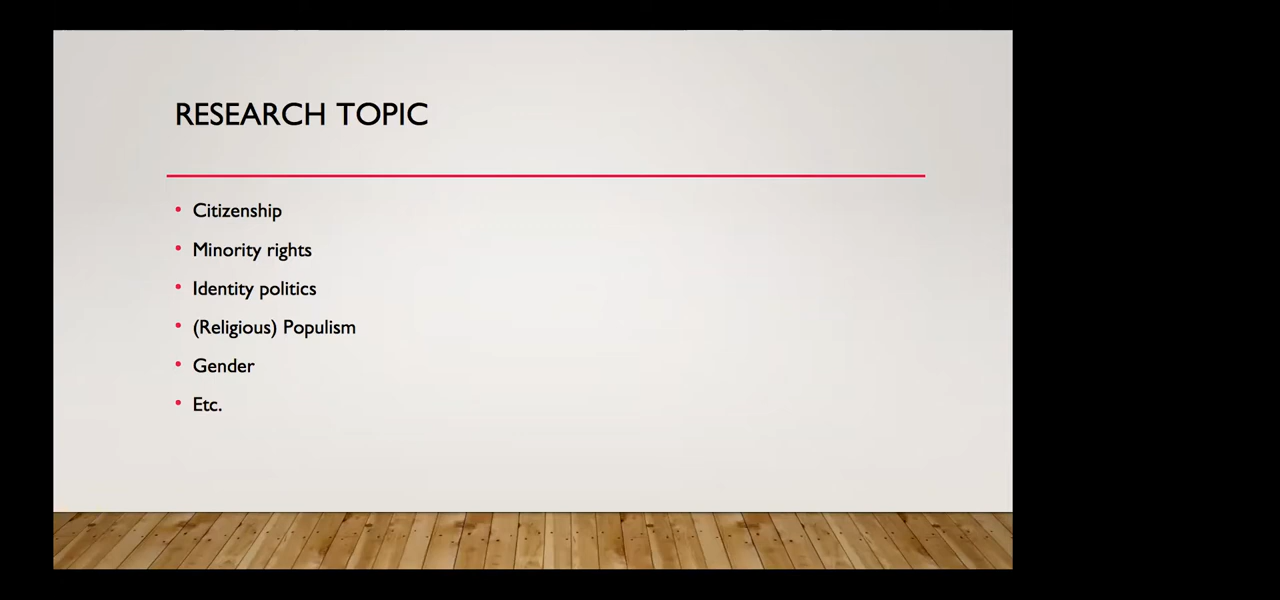 RESEARCH TOPIC
Citizenship
Minority rights
Identity politics
(Religious) Populism
Gender
Etc.